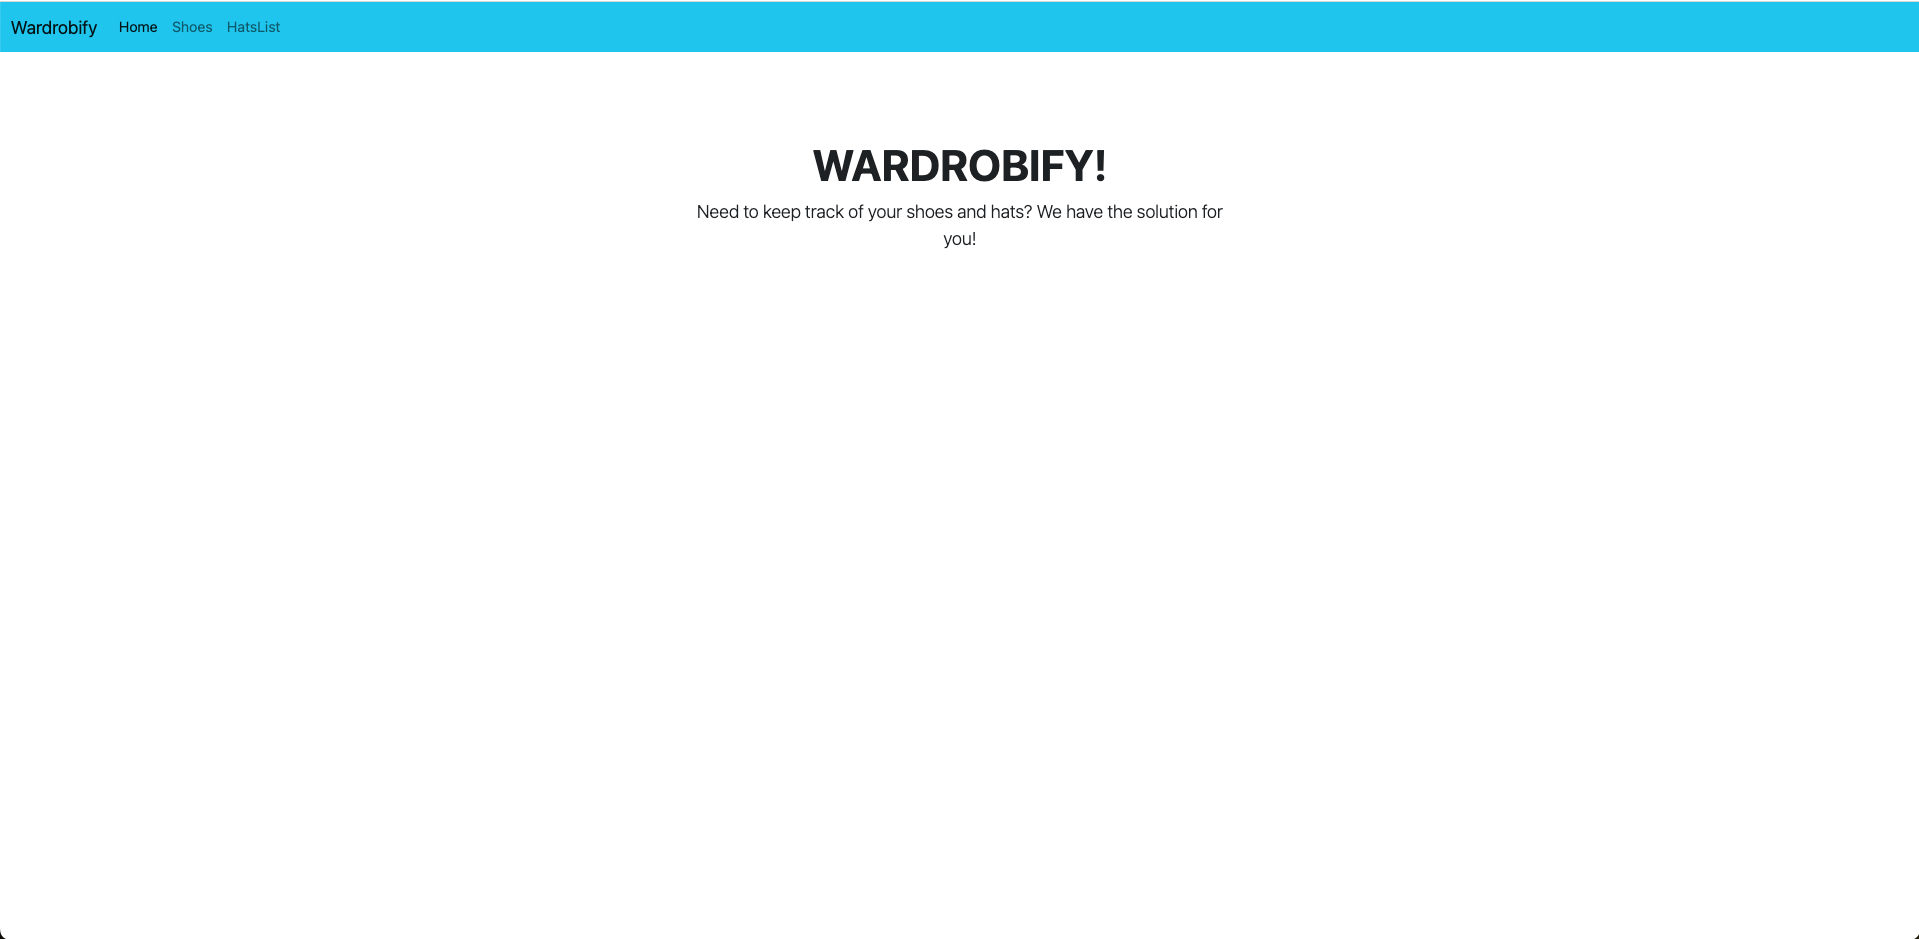 Wardrobify Home Shoes HatsList
WARDROBIFY!
Need to keep track of your shoes and hats? We have the solution for
you!